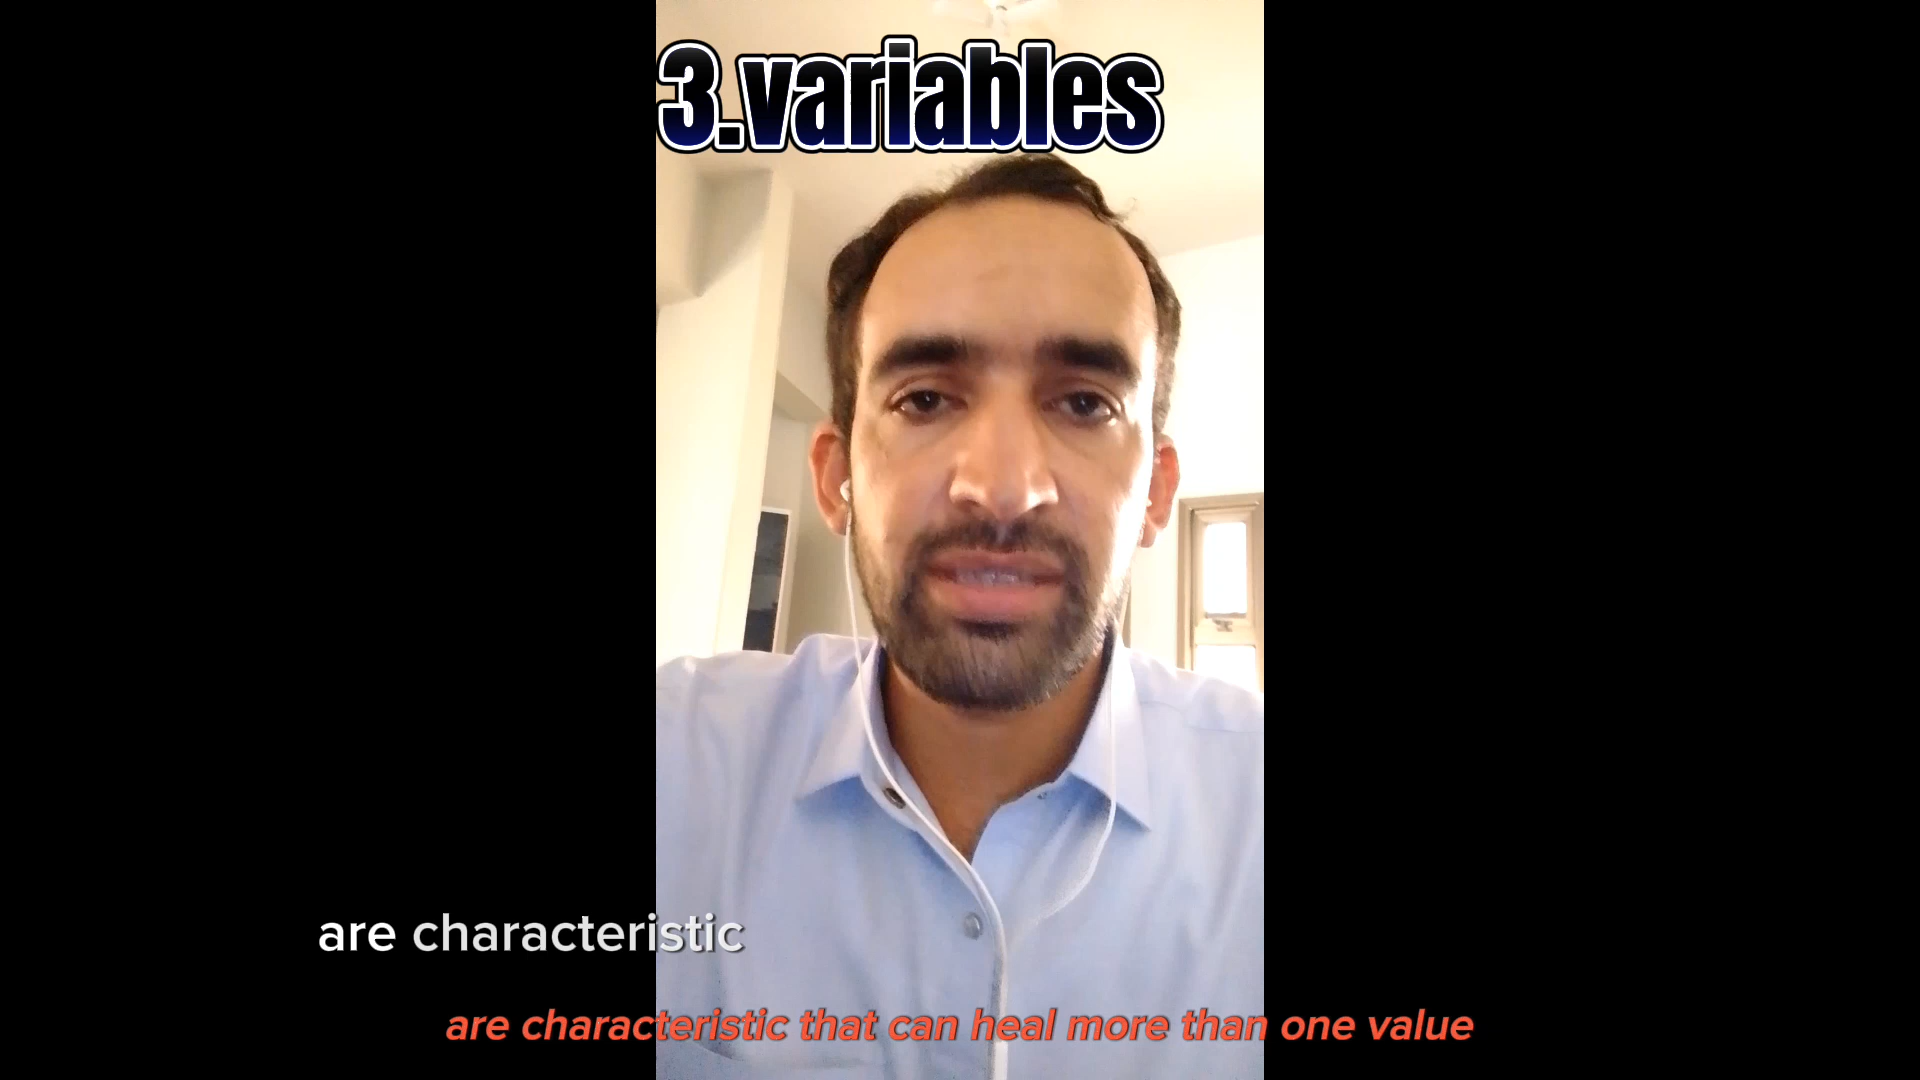 3.variables
are characteristic
are characteristic that can heal more than one value